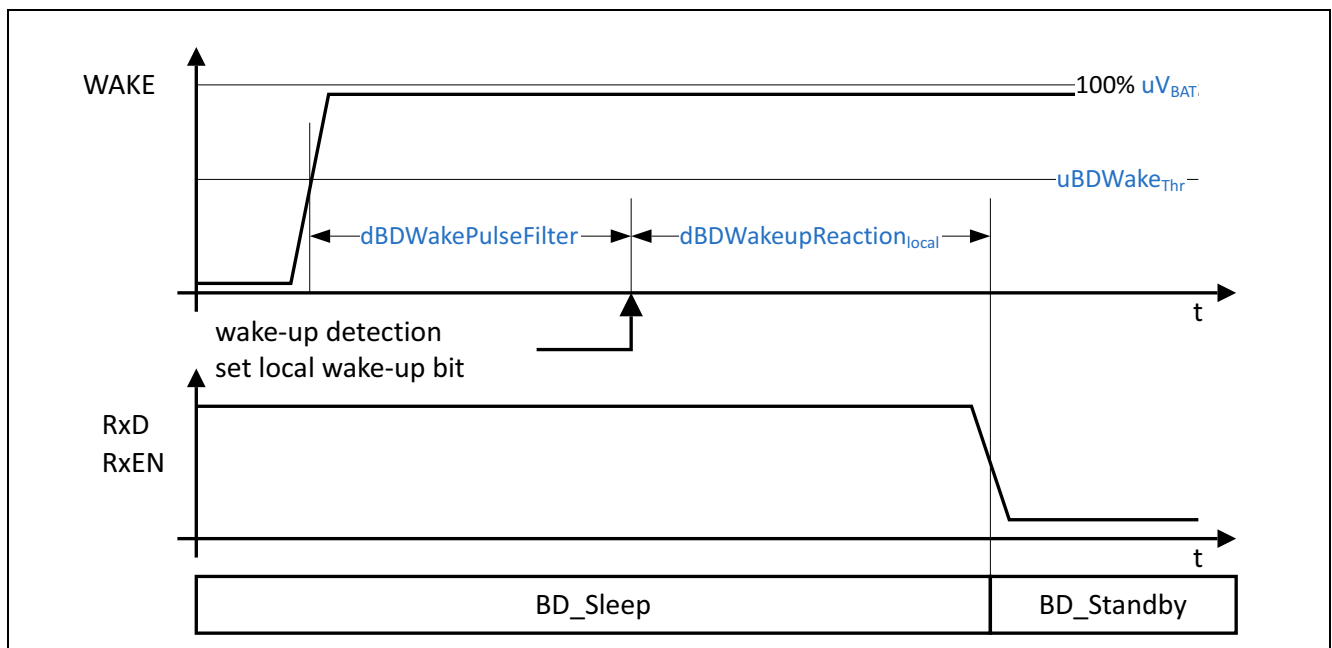 WAKE
100% uVBAT
uBDWakeThr
dBDWakePulseFilter
dBDWakeupReactionlocal
t
wake-up detection
set local wake-up bit
RxD
RxEN
t
BD_Sleep
BD_Standby